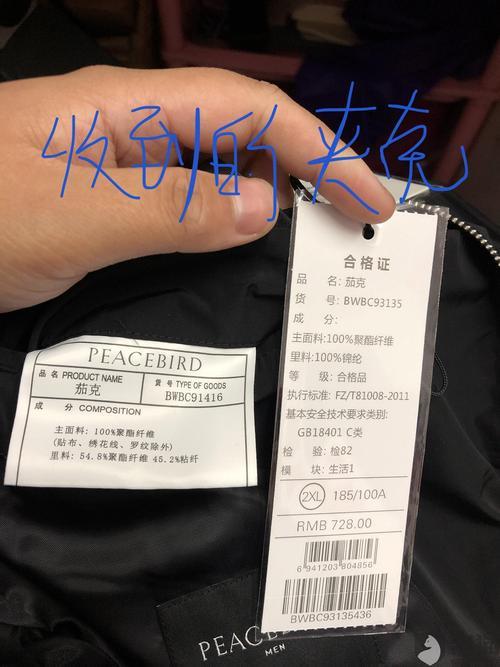 收到的夹克
PEACEBIRD
品 名 PRODUCT NAME
茄克
货 号 TYPE OF GOODS
BWBC91416
成 分 COMPOSITION
主面料: 100%聚酯纤维
(贴布、绣花线、罗纹除外)
里料: 54.8%聚酯纤维 45.2%粘纤
合格证
品 名: 茄克
货 号: BWBC93135
成 分:
主面料:100%聚酯纤维
里料:100%锦纶
等 级: 合格品
执行标准: FZ/T81008-2011
基本安全技术要求类别:
GB18401 C类
检 验: 检82
模 块: 生活1
2XL 185/100A
RMB 728.00
6 941203 804856
BWBC93135436
PEACEB
MEN